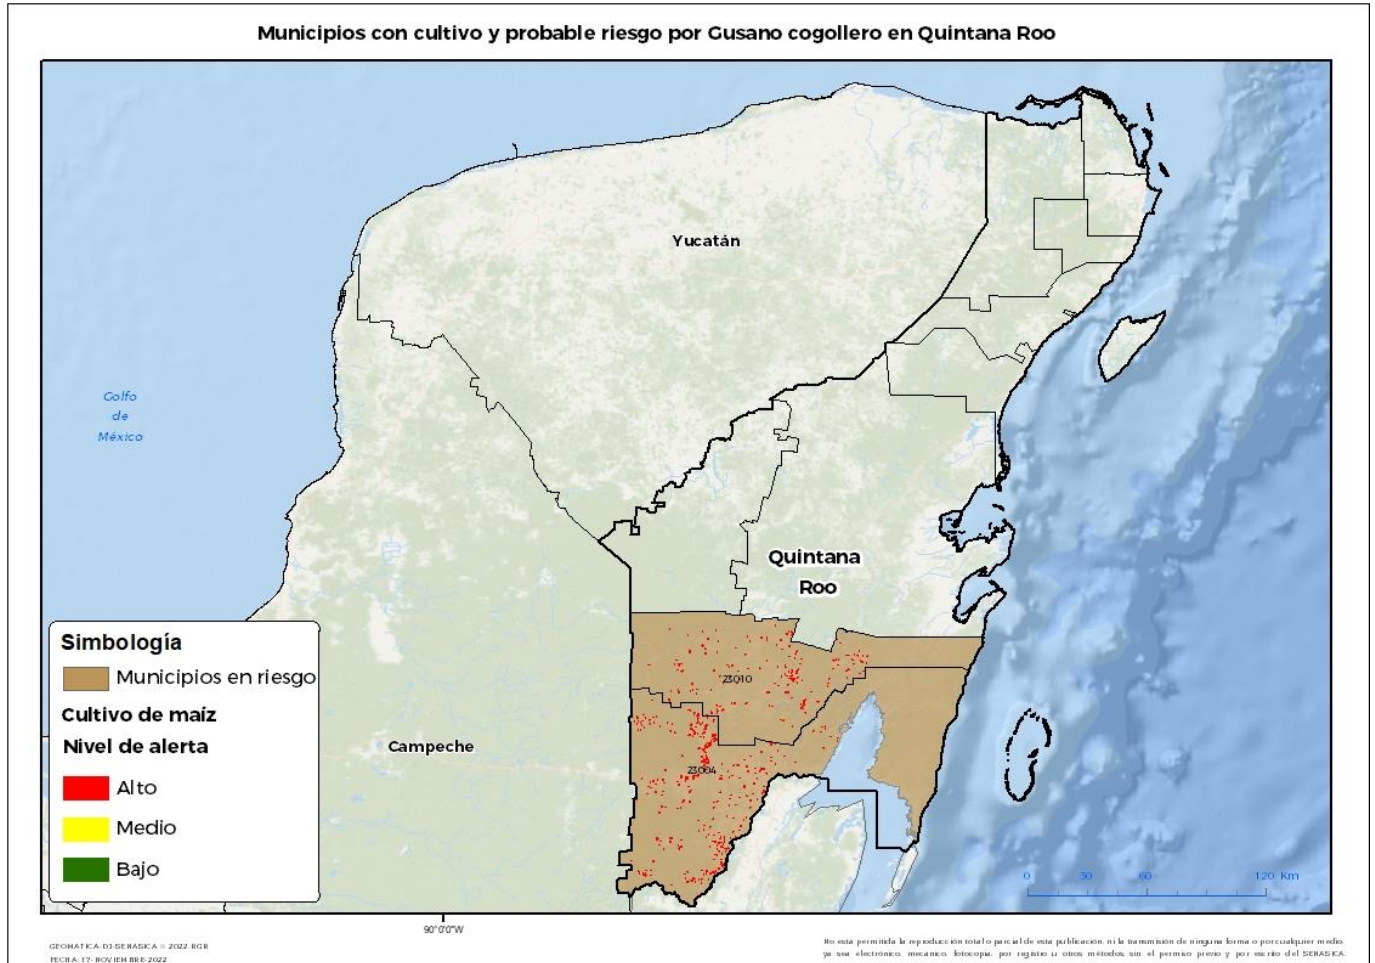 Municipios con cultivo y probable riesgo por Gusano cogollero en Quintana Roo
Yucatán
Golfo
de
México
Quintana
Roo
23010
Campeche
23004
Simbología
Municipios en riesgo
Cultivo de maíz
Nivel de alerta
Alto
Medio
Bajo
0 30 60 120 Km
90°0'0"W
GEOMATICA-DJ-SENASICA © 2022 RGR
FECHA: 17-NOVIEMBRE-2022
No está permitida la reproducción total o parcial de esta publicación, ni la transmisión de ninguna forma o por cualquier medio,
ya sea electrónico, mecánico, fotocopia, por registro u otros métodos, sin el permiso previo y por escrito del SENASICA.